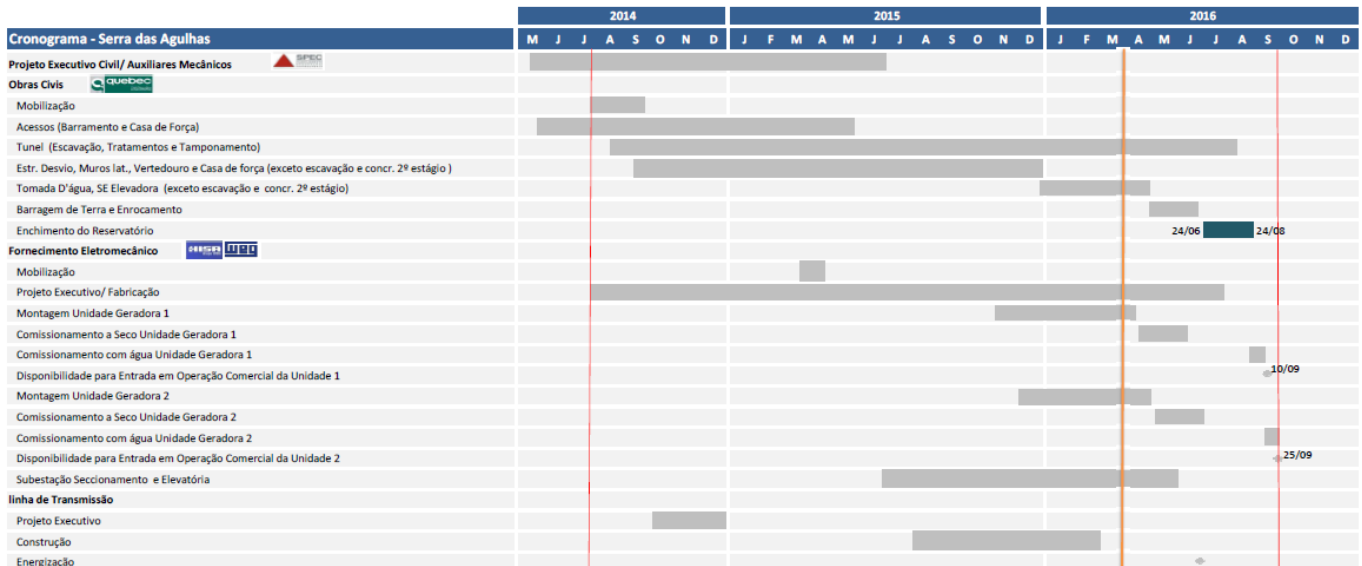 2014 2015 2016
Cronograma - Serra das Agulhas M J J A S O N D J F M A M J J A S O N D J F M A M J J A S O N D
Projeto Executivo Civil/ Auxiliares Mecânicos SPEC
Obras Civis quebec
Mobilização
Acessos (Barramento e Casa de Força)
Tunel (Escavação, Tratamentos e Tamponamento)
Estr. Desvio, Muros lat., Vertedouro e Casa de força (exceto escavação e concr. 2º estágio )
Tomada D'água, SE Elevadora (exceto escavação e concr. 2º estágio)
Barragem de Terra e Enrocamento
Enchimento do Reservatório 24/06 24/08
Fornecimento Eletromecânico HISA
Mobilização
Projeto Executivo/ Fabricação
Montagem Unidade Geradora 1
Comissionamento a Seco Unidade Geradora 1
Comissionamento com água Unidade Geradora 1
Disponibilidade para Entrada em Operação Comercial da Unidade 1 10/09
Montagem Unidade Geradora 2
Comissionamento a Seco Unidade Geradora 2
Comissionamento com água Unidade Geradora 2
Disponibilidade para Entrada em Operação Comercial da Unidade 2 25/09
Subestação Seccionamento e Elevatória
linha de Transmissão
Projeto Executivo
Construção
Energização